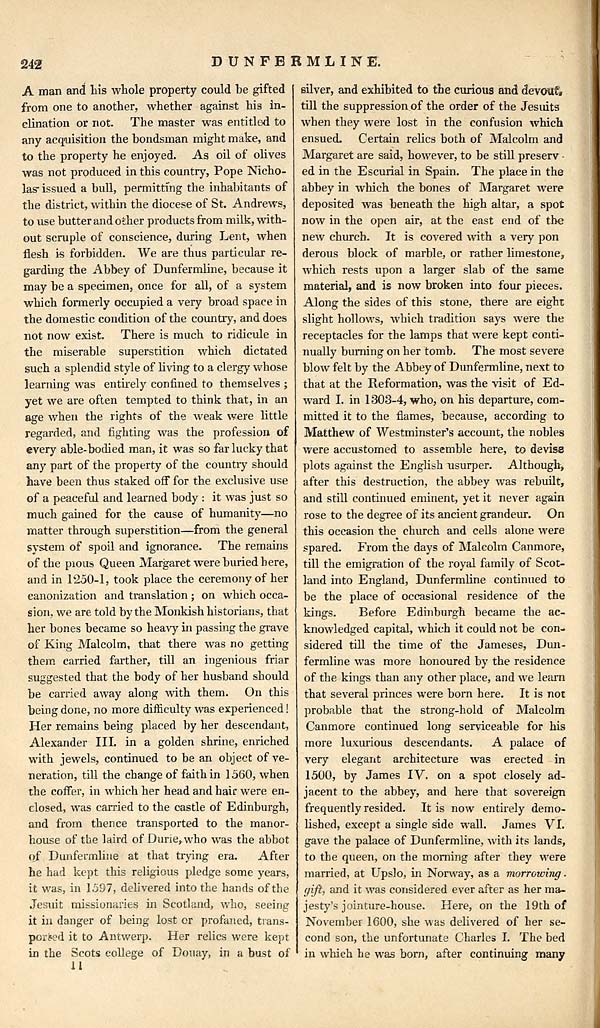 242
DUNFERMLINE.
A man and his whole property could be gifted
from one to another, whether against his in-
clination or not. The master was entitled to
any acquisition the bondsman might make, and
to the property he enjoyed. As oil of olives
was not produced in this country, Pope Nicho-
las issued a bull, permitting the inhabitants of
the district, within the diocese of St. Andrews,
to use butter and other products from milk, with-
out scruple of conscience, during Lent, when
flesh is forbidden. We are thus particular re-
garding the Abbey of Dunfermline, because it
may be a specimen, once for all, of a system
which formerly occupied a very broad space in
the domestic condition of the country, and does
not now exist. There is much to ridicule in
the miserable superstition which dictated
such a splendid style of living to a clergy whose
learning was entirely confined to themselves ;
yet we are often tempted to think that, in an
age when the rights of the weak were little
regarded, and fighting was the profession of
every able-bodied man, it was so far lucky that
any part of the property of the country should
have been thus staked off for the exclusive use
of a peaceful and learned body : it was just so
much gained for the cause of humanity—no
matter through superstition—from the general
system of spoil and ignorance. The remains
of the pious Queen Margaret were buried here,
and in 1250-1, took place the ceremony of her
canonization and translation ; on which occa-
sion, we are told by the Monkish historians, that
her bones became so heavy in passing the grave
of King Malcolm, that there was no getting
them carried farther, till an ingenious friar
suggested that the body of her husband should
be carried away along with them. On this
being done, no more difficulty was experienced !
Her remains being placed by her descendant,
Alexander III. in a golden shrine, enriched
with jewels, continued to be an object of ve-
neration, till the change of faith in 1560, when
the coffer, in which her head and hair were en-
closed, was carried to the castle of Edinburgh,
and from thence transported to the manor-
house of the laird of Durie, who was the abbot
of Dunfermline at that trying era. After
he had kept this religious pledge some years,
it was, in 1597, delivered into the hands of the
Jesuit missionaries in Scotland, who, seeing
it in danger of being lost or profaned, trans-
ported it to Antwerp. Her relics were kept
in the Scots college of Douay, in a bust of
11
silver, and exhibited to the curious and devout,
till the suppression of the order of the Jesuits
when they were lost in the confusion which
ensued. Certain relics both of Malcolm and
Margaret are said, however, to be still preserv-
ed in the Escurial in Spain. The place in the
abbey in which the bones of Margaret were
deposited was beneath the high altar, a spot
now in the open air, at the east end of the
new church. It is covered with a very pon
derous block of marble, or rather limestone,
which rests upon a larger slab of the same
material, and is now broken into four pieces.
Along the sides of this stone, there are eight
slight hollows, which tradition says were the
receptacles for the lamps that were kept conti-
nually burning on her tomb. The most severe
blow felt by the Abbey of Dunfermline, next to
that at the Reformation, was the visit of Ed-
ward I. in 1303-4, who, on his departure, com-
mitted it to the flames, because, according to
Matthew of Westminster's account, the nobles
were accustomed to assemble here, to devise
plots against the English usurper. Although,
after this destruction, the abbey was rebuilt,
and still continued eminent, yet it never again
rose to the degree of its ancient grandeur. On
this occasion the church and cells alone were
spared. From the days of Malcolm Canmore,
till the emigration of the royal family of Scot-
land into England, Dunfermline continued to
be the place of occasional residence of the
kings. Before Edinburgh became the ac-
knowledged capital, which it could not be con-
sidered till the time of the Jameses, Dun-
fermline was more honoured by the residence
of the kings than any other place, and we learn
that several princes were born here. It is not
probable that the strong-hold of Malcolm
Canmore continued long serviceable for his
more luxurious descendants. A palace of
very elegant architecture was erected in
1500, by James IV. on a spot closely ad-
jacent to the abbey, and here that sovereign
frequently resided. It is now entirely demo-
lished, except a single side wall. James VI.
gave the palace of Dunfermline, with its lands,
to the queen, on the morning after they were
married, at Upslo, in Norway, as a morrowing-
gift, and it was considered ever after as her ma-
jesty's jointure-house. Here, on the 19th of
November 1600, she was delivered of her se-
cond son, the unfortunate Charles I. The bed
in which he was born, after continuing many